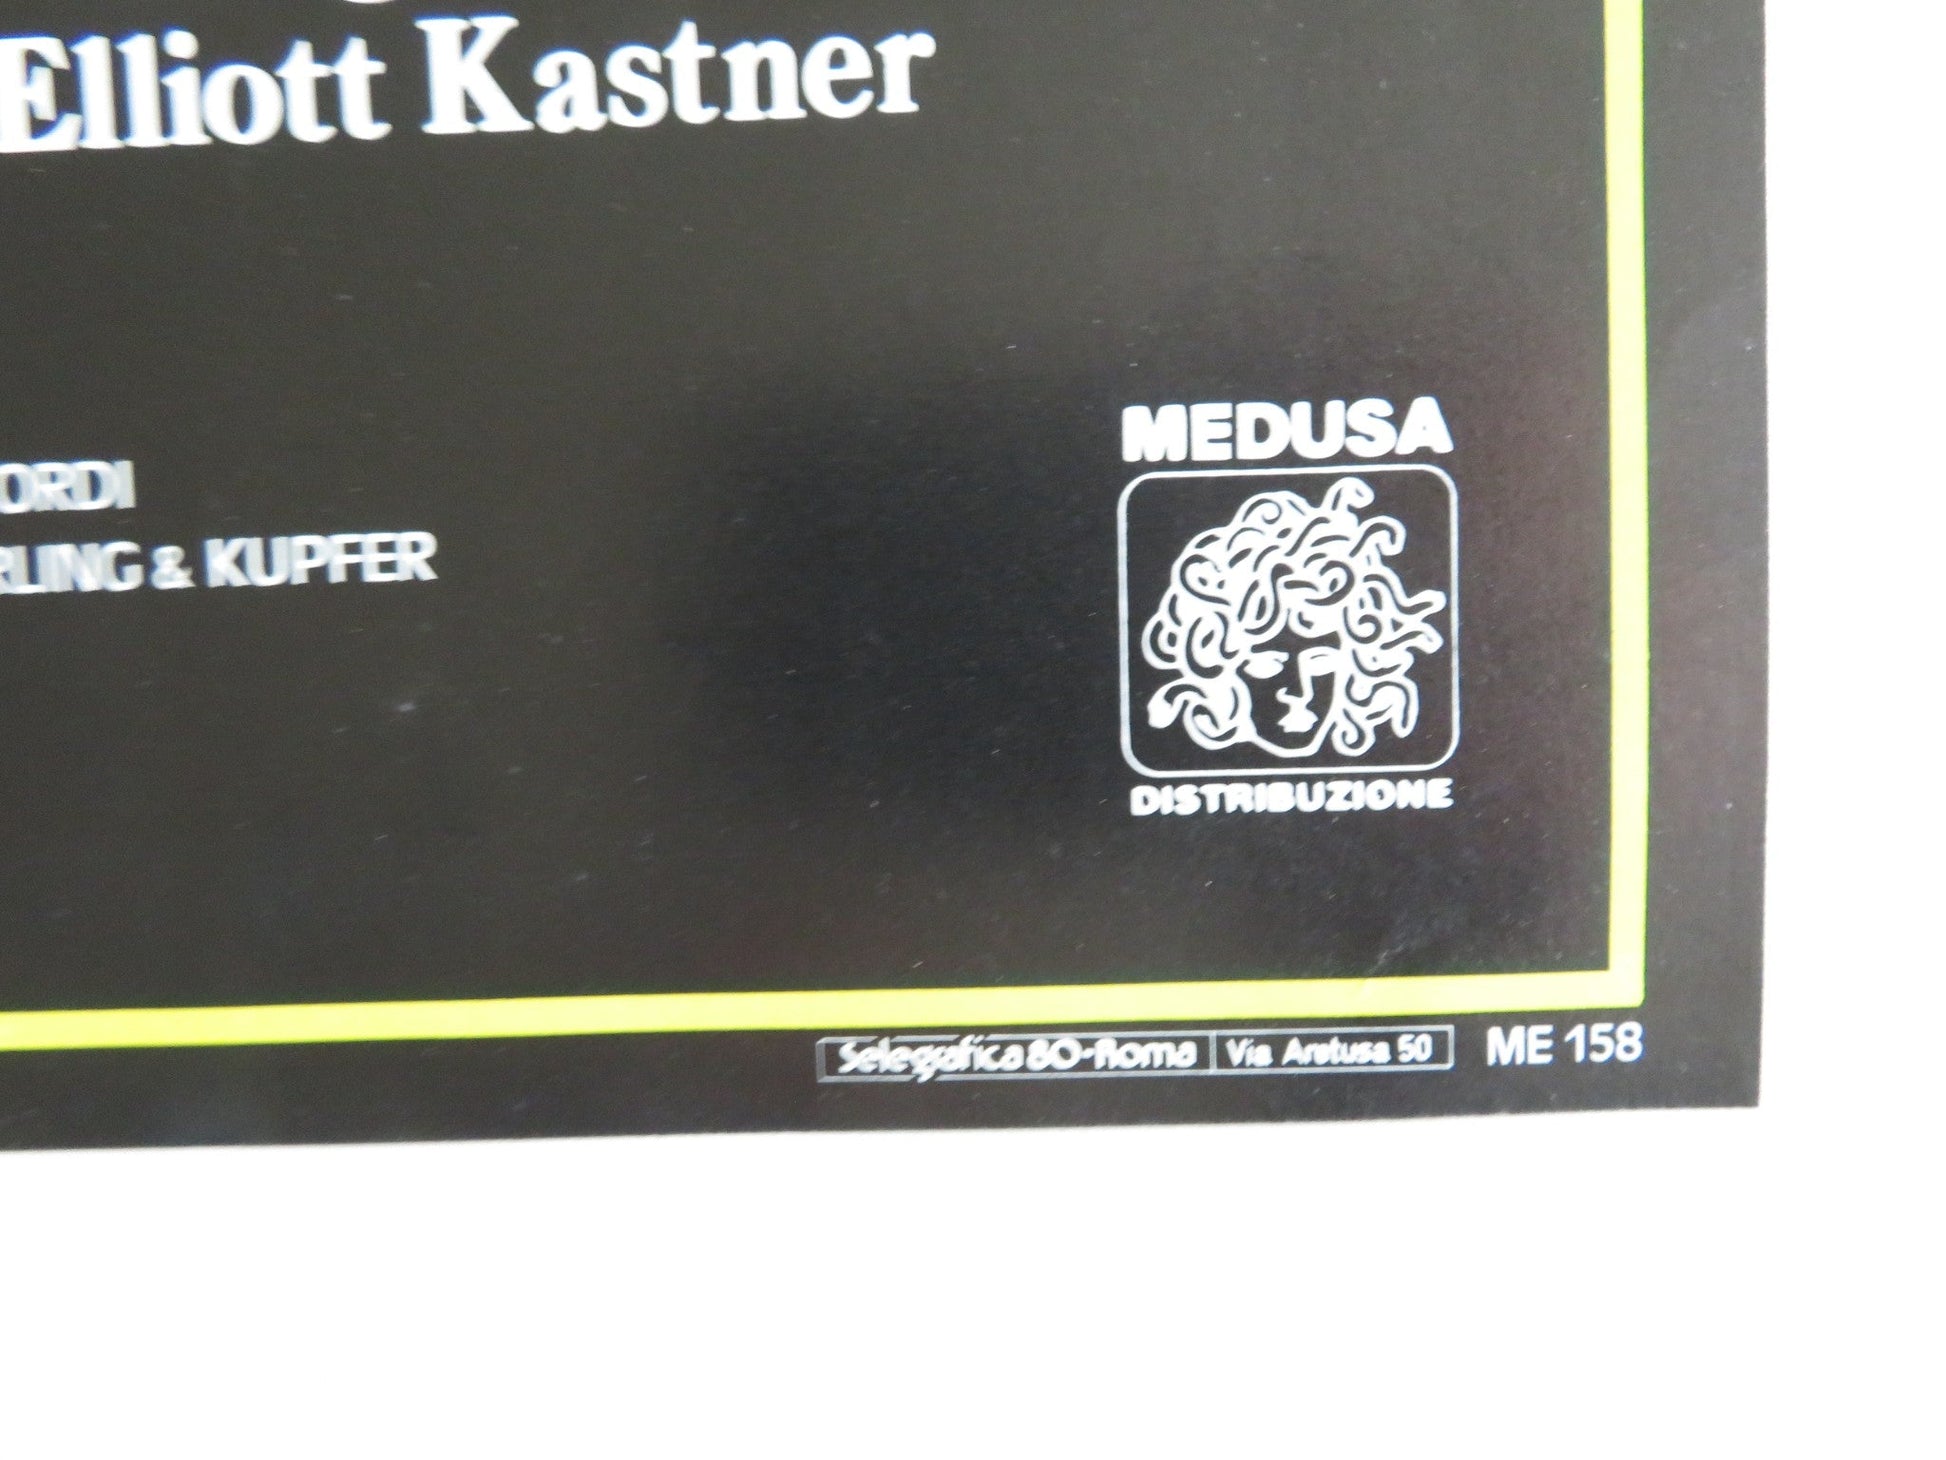 Elliott Kastner
ORDI
RLING & KUPFER
MEDUSA
DISTRIBUZIONE
Selegrafica 80-Roma Via Aretusa 50 ME 158